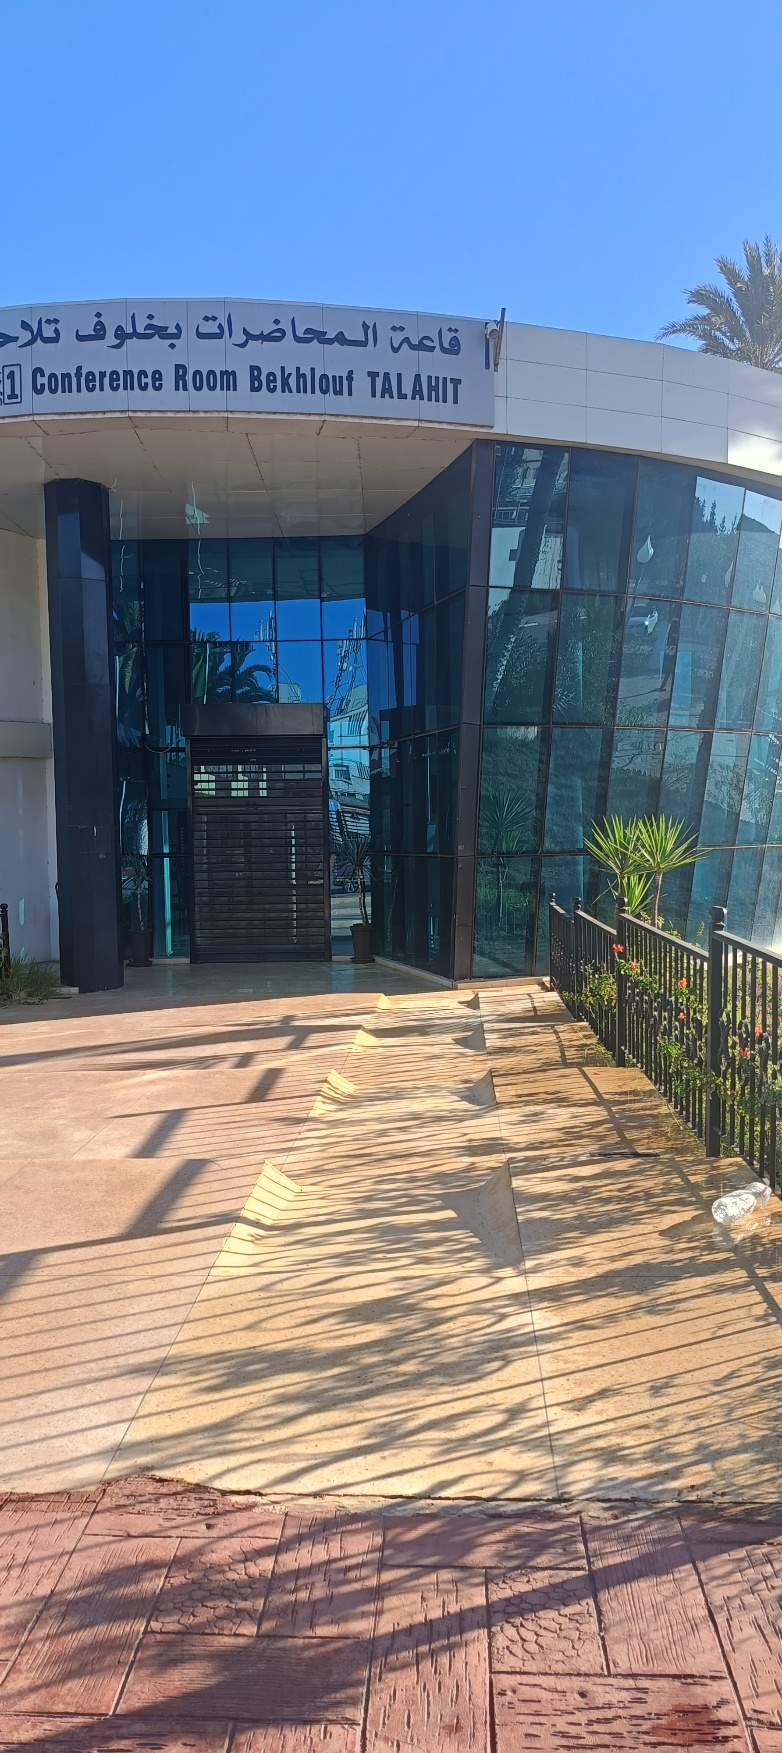 قاعة المحاضرات بخلوف
Conference Room Bekhlouf TALAHIT